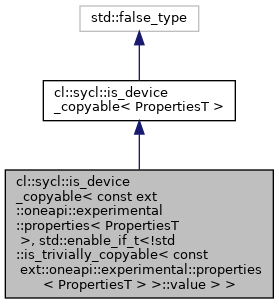 std::false_type
cl::sycl::is_device
_copyable< PropertiesT >
cl::sycl::is_device
_copyable< const ext
::oneapi::experimental
::properties< PropertiesT
>, std::enable_if_t<!std
::is_trivially_copyable< const
ext::oneapi::experimental::properties
< PropertiesT > >::value > >